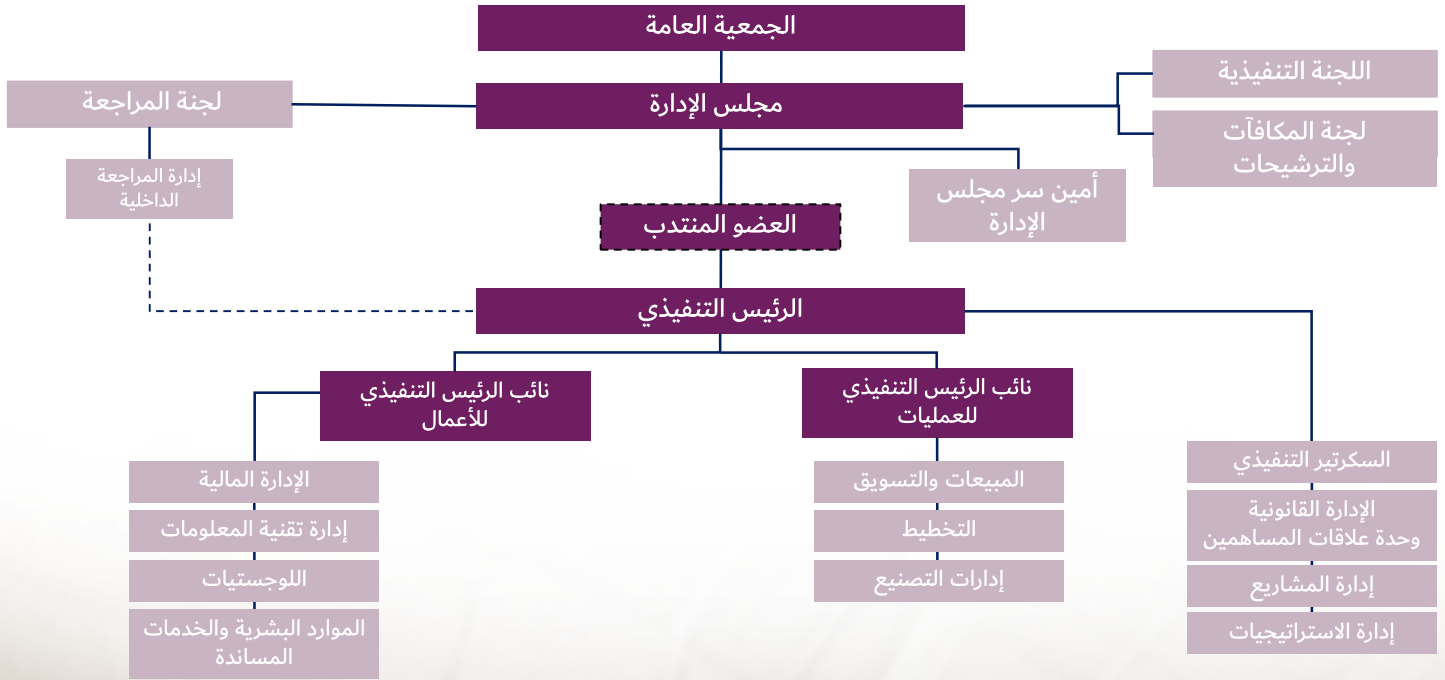 الجمعية العامة
اللجنة التنفيذية
مجلس الإدارة
لجنة المراجعة
لجنة المكافآت
والترشيحات
إدارة المراجعة
الداخلية
أمين سر مجلس
الإدارة
العضو المنتدب
الرئيس التنفيذي
نائب الرئيس التنفيذي
للعمليات
نائب الرئيس التنفيذي
للأعمال
السكرتير التنفيذي
الإدارة القانونية
وحدة علاقات المساهمين
إدارة المشاريع
إدارة الاستراتيجيات
المبيعات والتسويق
التخطيط
إدارات التصنيع
الإدارة المالية
إدارة تقنية المعلومات
اللوجستيات
الموارد البشرية والخدمات
المساندة